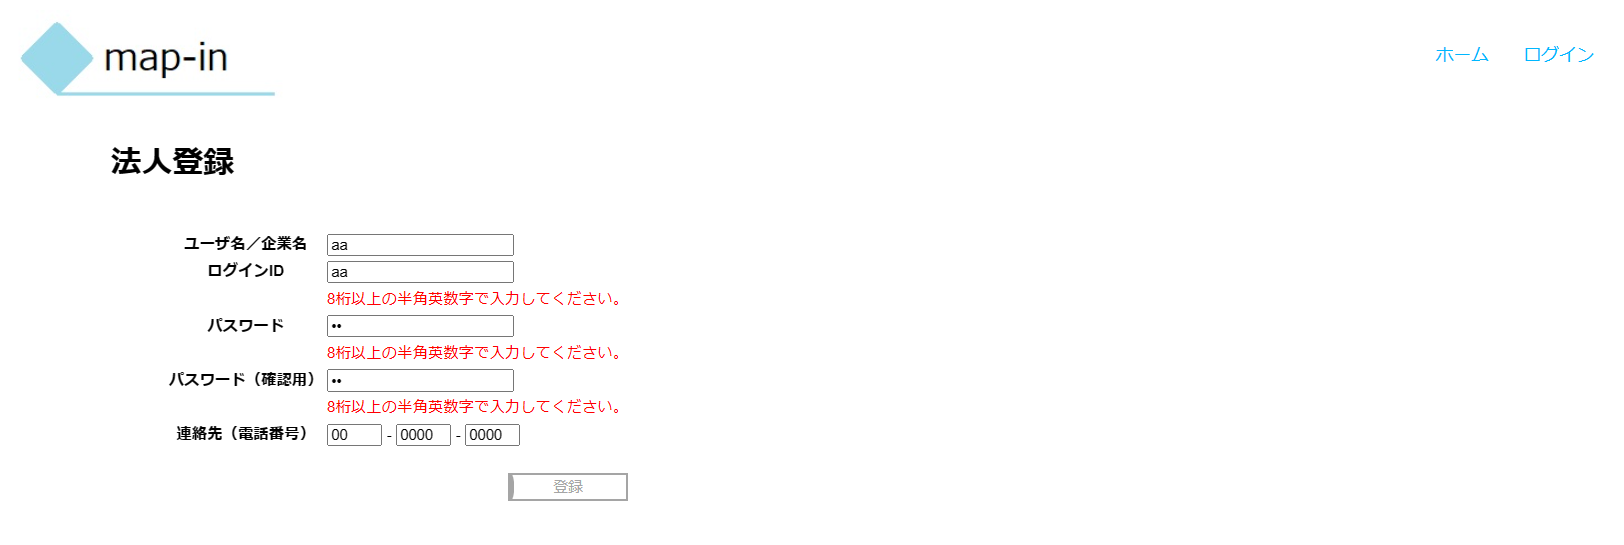 map-in
ホーム ログイン
法人登録
ユーザ名／企業名 aa
ログインID aa
8桁以上の半角英数字で入力してください。
パスワード ••
8桁以上の半角英数字で入力してください。
パスワード（確認用） ••
8桁以上の半角英数字で入力してください。
連絡先（電話番号） 00 - 0000 - 0000
登録